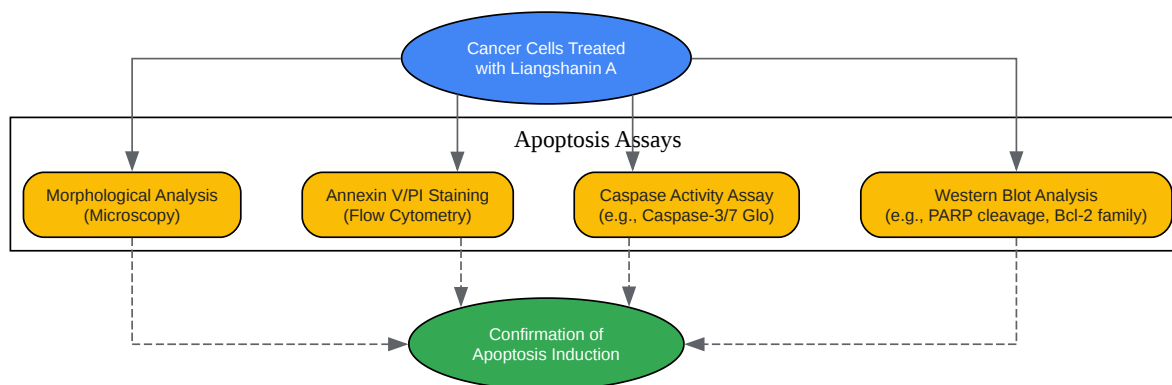 Cancer Cells Treated
with Liangshanin A
Apoptosis Assays
Morphological Analysis
(Microscopy)
Annexin V/PI Staining
(Flow Cytometry)
Caspase Activity Assay
(e.g., Caspase-3/7 Glo)
Western Blot Analysis
(e.g., PARP cleavage, Bcl-2 family)
Confirmation of
Apoptosis Induction